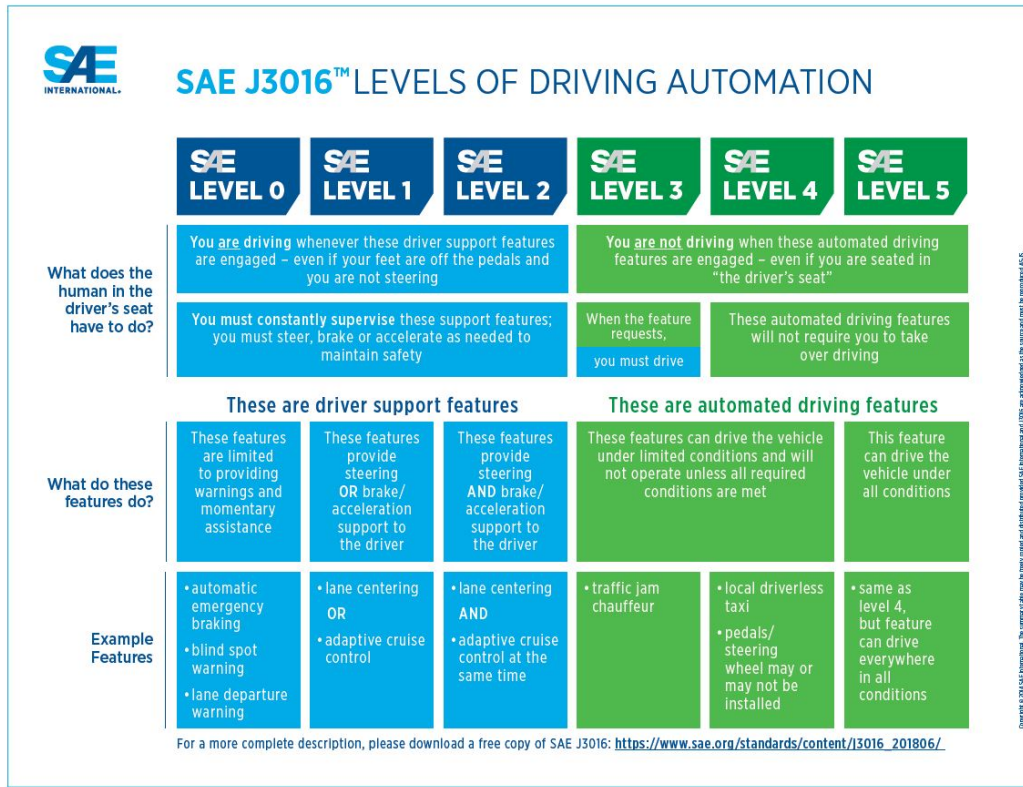 SAE
INTERNATIONAL®
SAE J3016™ LEVELS OF DRIVING AUTOMATION
SAE
LEVEL 0
SAE
LEVEL 1
SAE
LEVEL 2
SAE
LEVEL 3
SAE
LEVEL 4
SAE
LEVEL 5
What does the
human in the
driver's seat
have to do?
You are driving whenever these driver support features
are engaged – even if your feet are off the pedals and
you are not steering
You are not driving when these automated driving
features are engaged – even if you are seated in
“the driver's seat”
You must constantly supervise these support features;
you must steer, brake or accelerate as needed to
maintain safety
When the feature
requests,
you must drive
These automated driving features
will not require you to take
over driving
These are driver support features
These are automated driving features
What do these
features do?
These features
are limited
to providing
warnings and
momentary
assistance
These features
provide
steering
OR brake/
acceleration
support to
the driver
These features
provide
steering
AND brake/
acceleration
support to
the driver
These features can drive the vehicle
under limited conditions and will
not operate unless all required
conditions are met
This feature
can drive the
vehicle under
all conditions
Example
Features
•automatic
emergency
braking
•blind spot
warning
•lane departure
warning
•lane centering
OR
•adaptive cruise
control
•lane centering
AND
•adaptive cruise
control at the
same time
•traffic jam
chauffeur
•local driverless
taxi
•pedals/
steering
wheel may or
may not be
installed
•same as
level 4,
but feature
can drive
everywhere
in all
conditions
For a more complete description, please download a free copy of SAE J3016: https://www.sae.org/standards/content/j3016_201806/